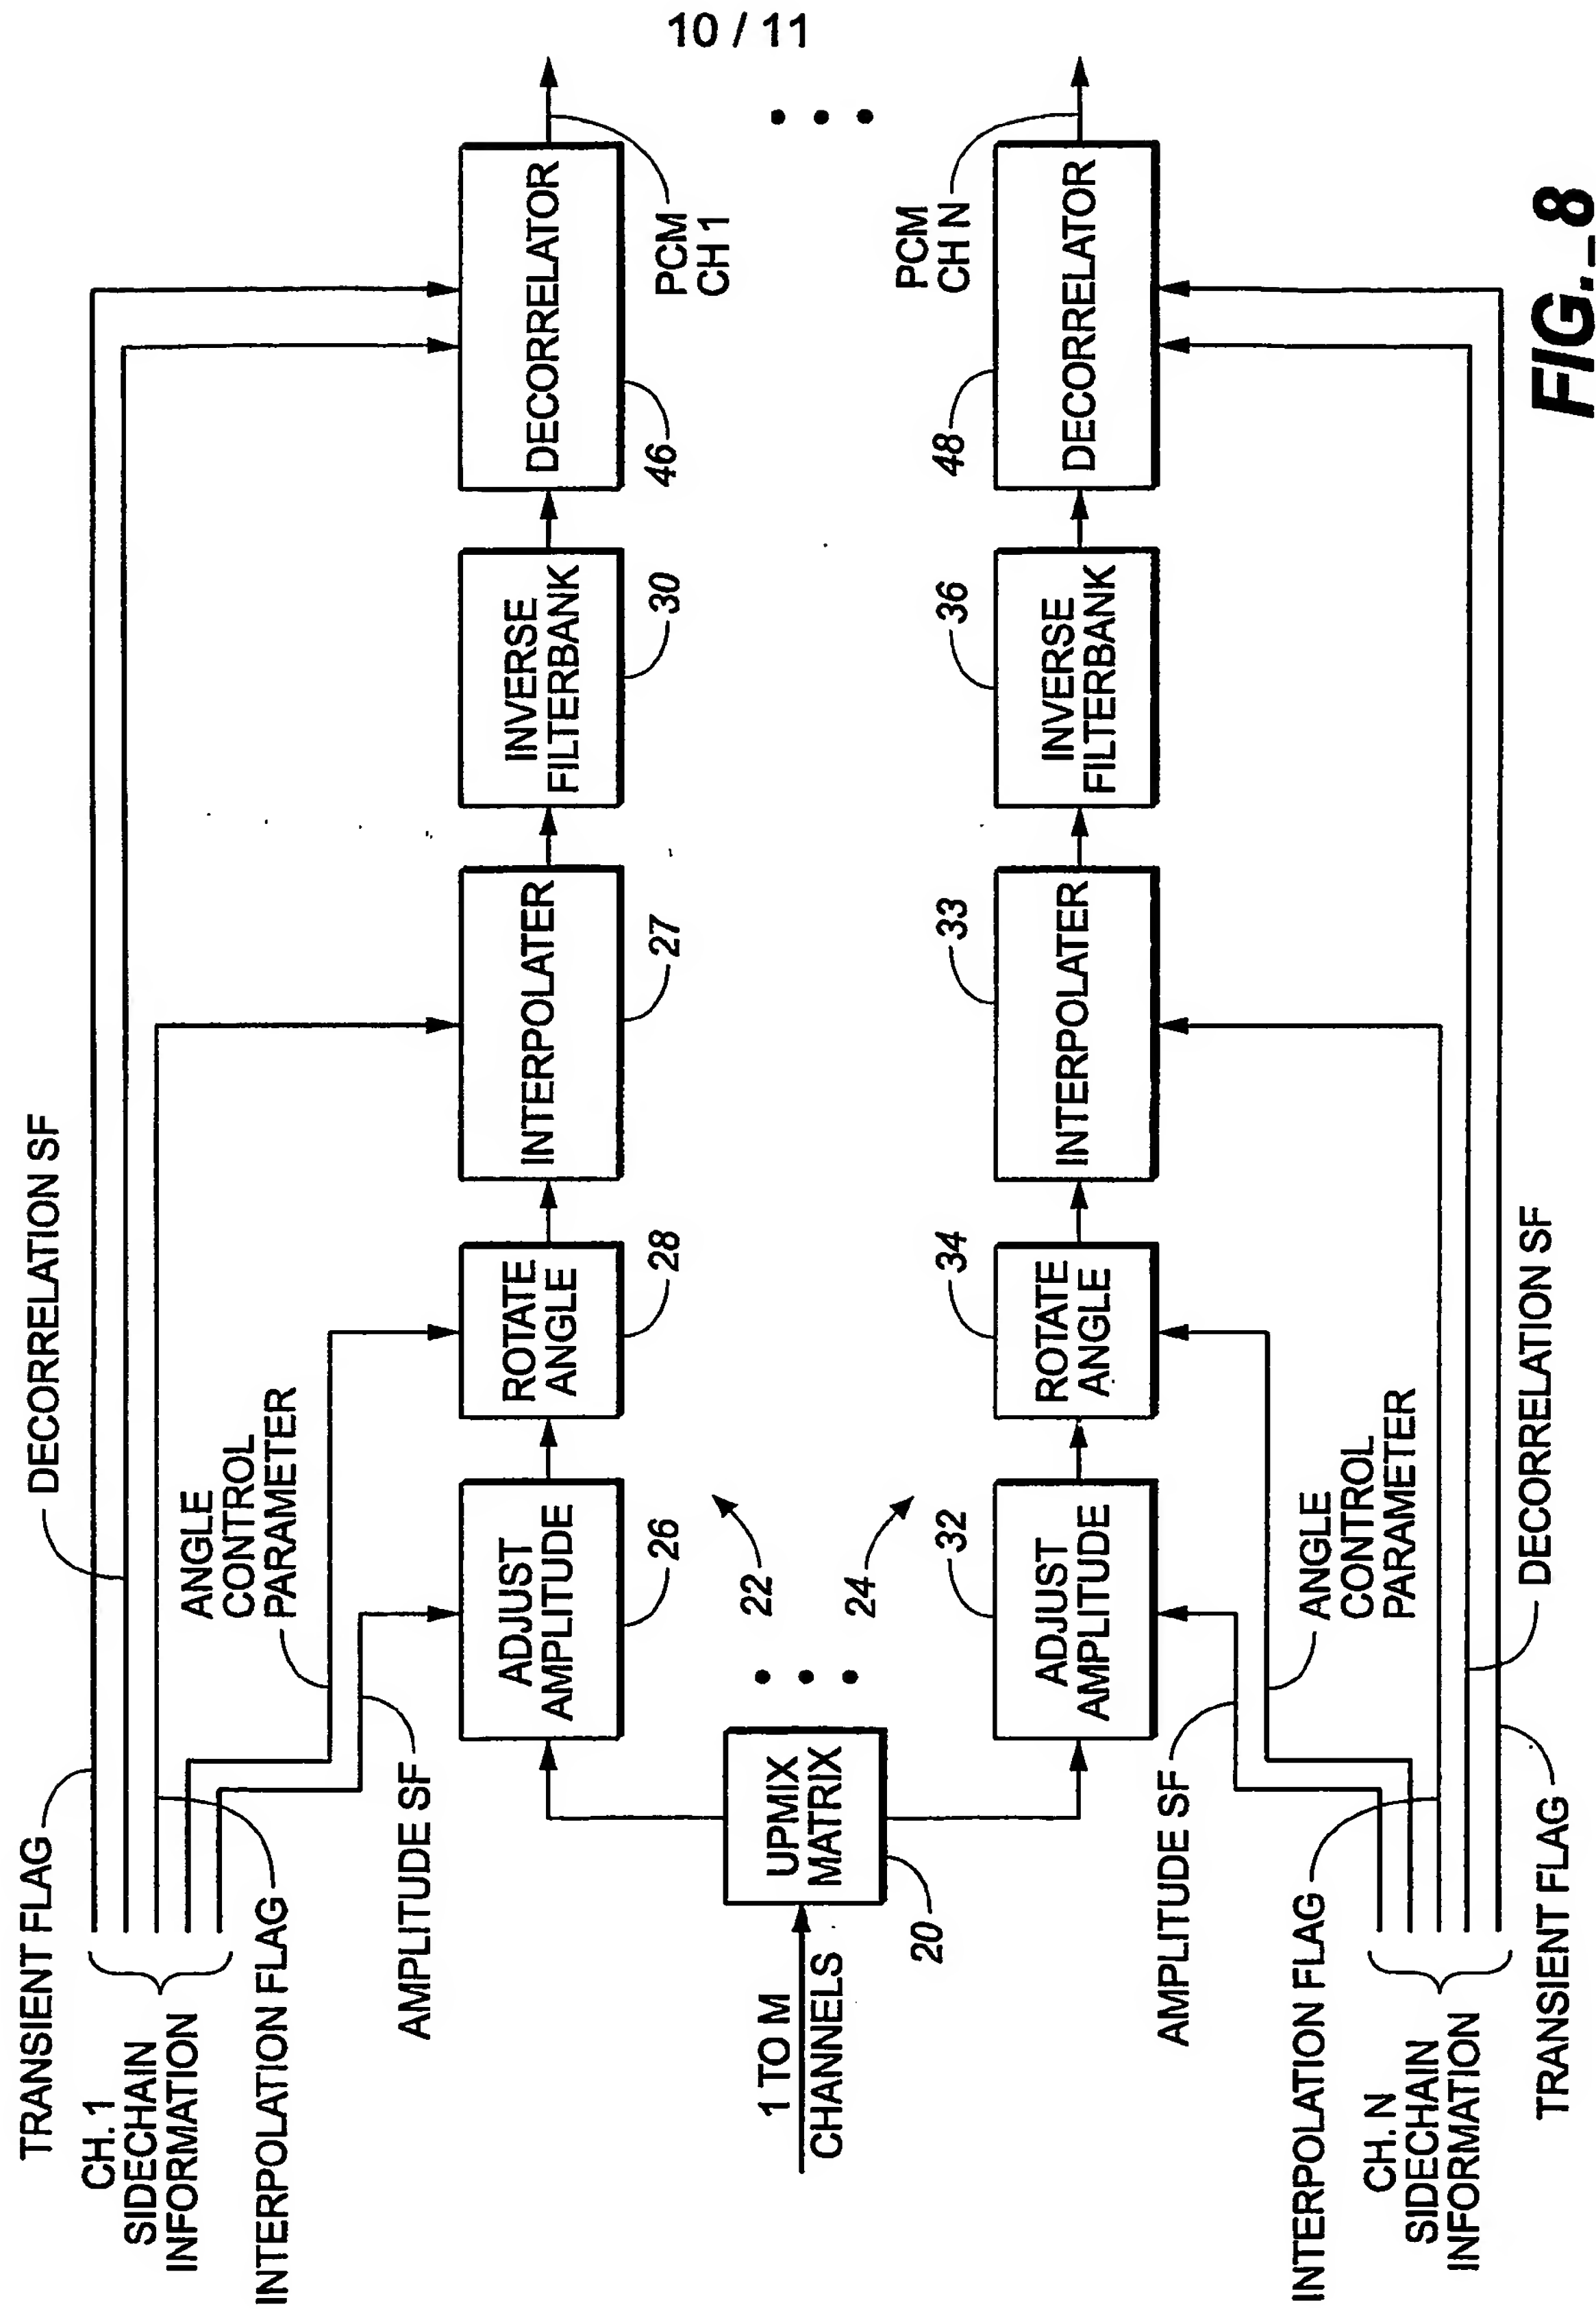 10 / 11
TRANSIENT FLAG
DECORRELATION SF
CH. 1
SIDECHAIN
INFORMATION
ANGLE
CONTROL
PARAMETER
INTERPOLATION FLAG
AMPLITUDE SF
ADJUST
AMPLITUDE
26
ROTATE
ANGLE
28
INTERPOLATER
27
INVERSE
FILTERBANK
30
DECORRELATOR
46
PCM
CH 1
1 TO M
CHANNELS
UPMIX
MATRIX
20
22
24
ADJUST
AMPLITUDE
32
ROTATE
ANGLE
34
INTERPOLATER
33
INVERSE
FILTERBANK
36
DECORRELATOR
48
PCM
CH N
AMPLITUDE SF
INTERPOLATION FLAG
ANGLE
CONTROL
PARAMETER
CH. N
SIDECHAIN
INFORMATION
DECORRELATION SF
TRANSIENT FLAG
FIG._8